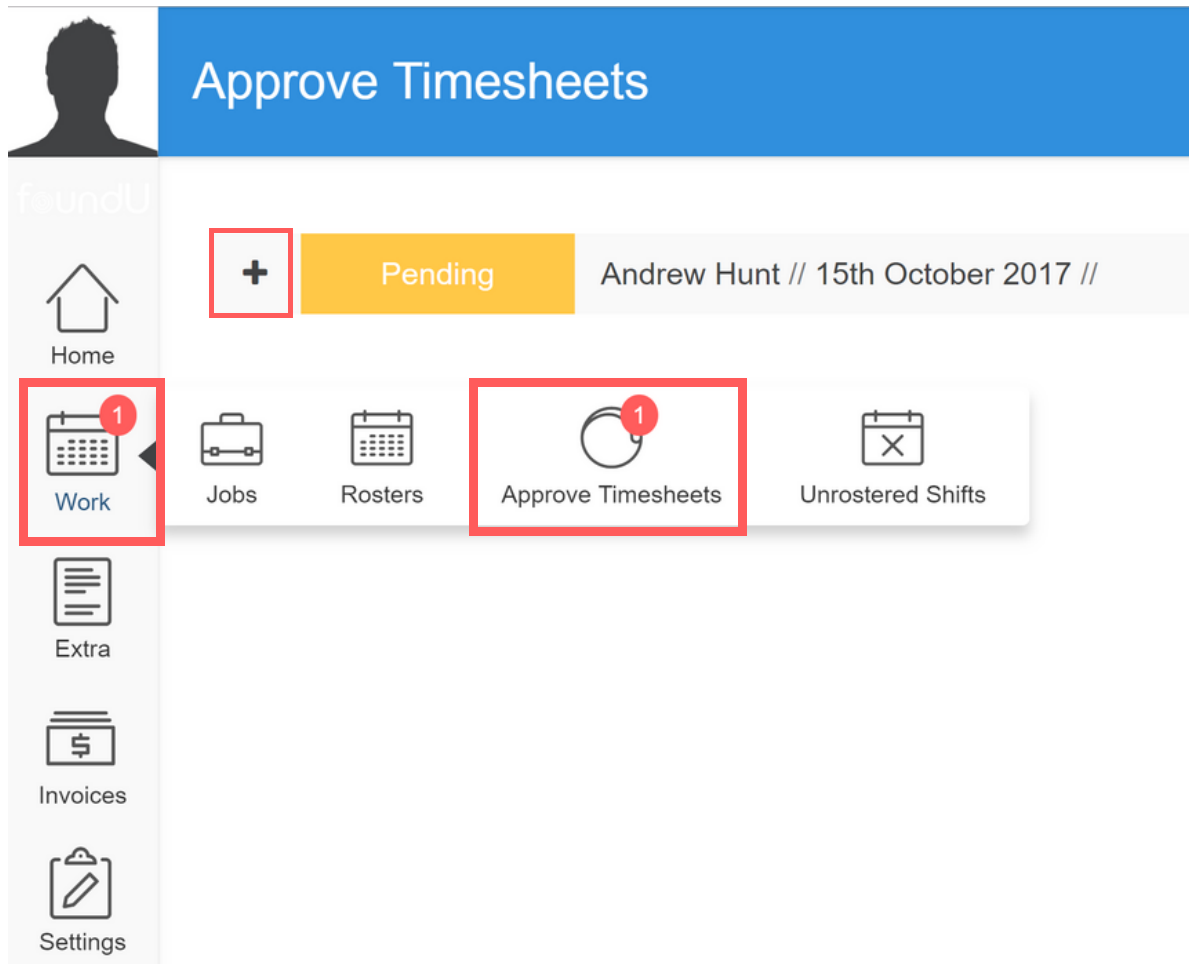 Approve Timesheets
foundU
+ Pending Andrew Hunt // 15th October 2017 //
Home
1
Work
Jobs
Rosters
1
Approve Timesheets
Unrostered Shifts
Extra
$
Invoices
Settings